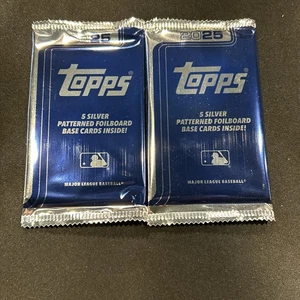 2025
Topps
5 SILVER
PATTERNED FOILBOARD
BASE CARDS INSIDE!
MAJOR LEAGUE BASEBALL
2025
Topps
5 SILVER
PATTERNED FOILBOARD
BASE CARDS INSIDE!
MAJOR LEAGUE BASEBALL